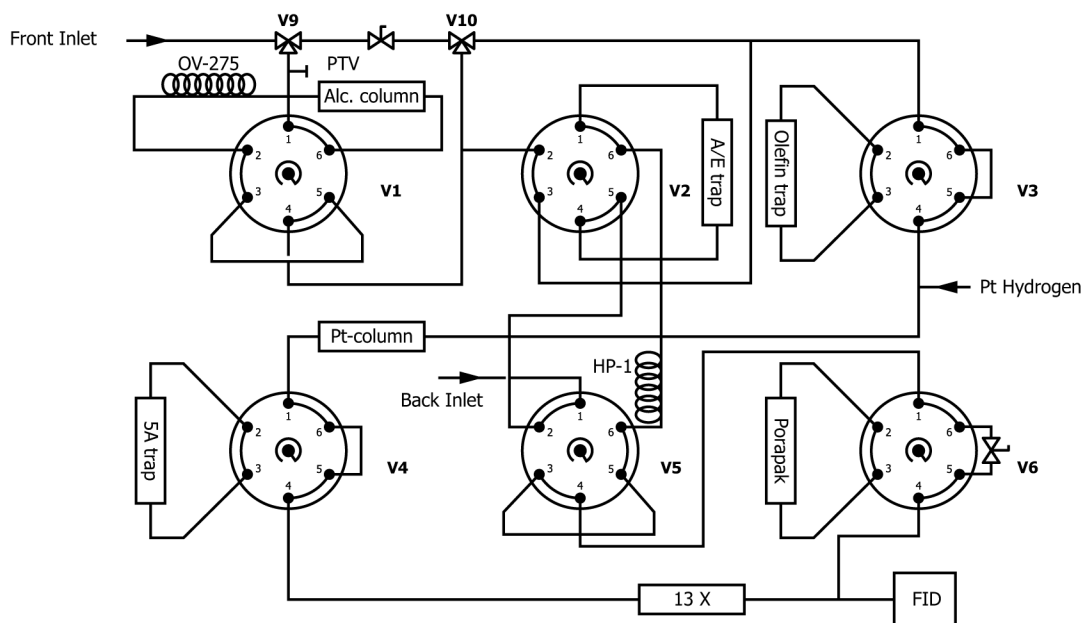 V9
V10
Front Inlet
OV-275
PTV
Alc. column
1
2
6
3
5
4
V1
1
2
6
3
5
4
V2
A/E trap
Olefin trap
1
2
6
3
5
4
V3
Pt Hydrogen
Pt-column
HP-1
Back Inlet
5A trap
1
2
6
3
5
4
V4
1
2
6
3
5
4
V5
Porapak
1
2
6
3
5
4
V6
13 X
FID